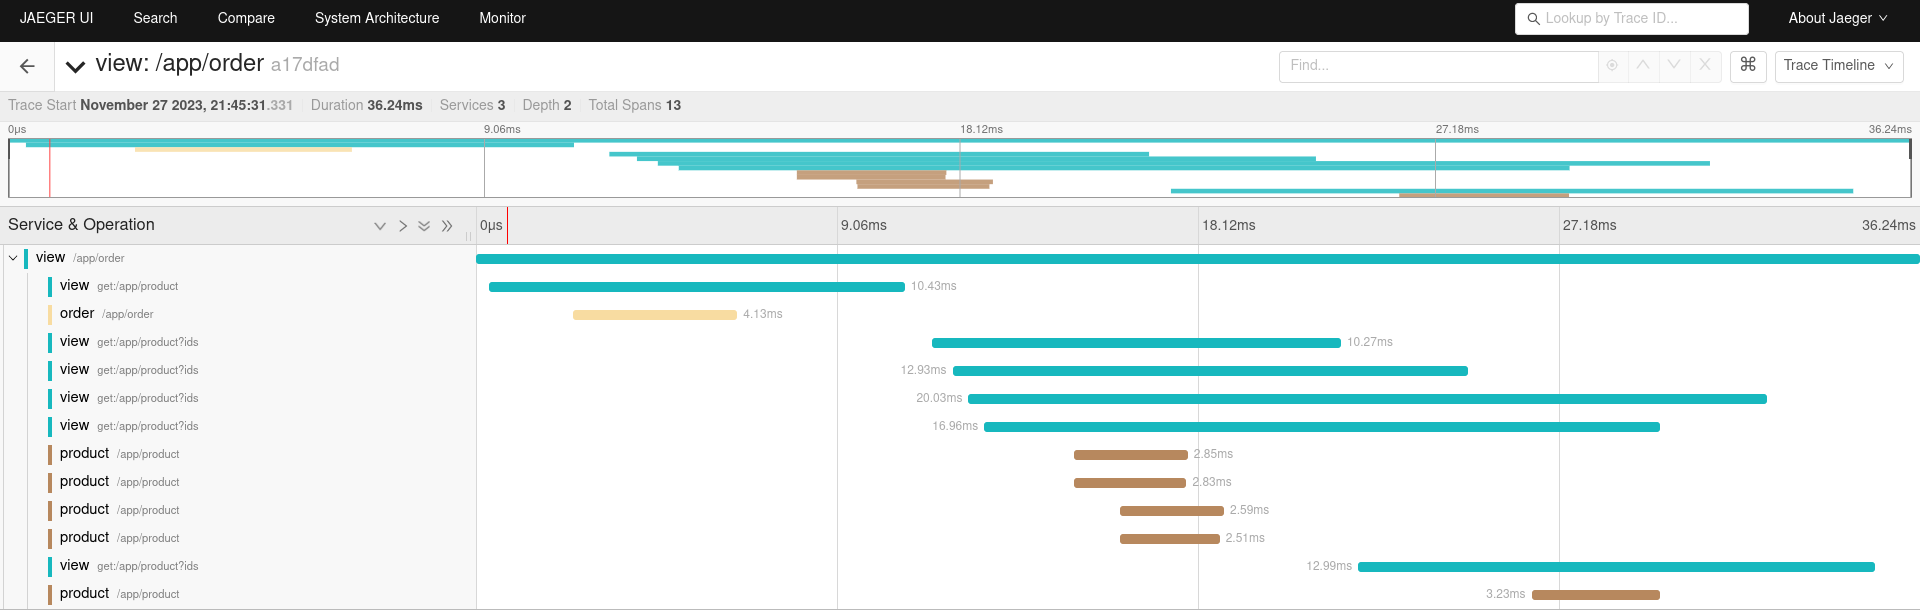 JAEGER UI Search Compare System Architecture Monitor Lookup by Trace ID... About Jaeger
view: /app/order a17dfad Find... ⌘ Trace Timeline
Trace Start November 27 2023, 21:45:31.331 Duration 36.24ms Services 3 Depth 2 Total Spans 13
0μs 9.06ms 18.12ms 27.18ms 36.24ms
Service & Operation 0μs 9.06ms 18.12ms 27.18ms 36.24ms
view /app/order
view get:/app/product 10.43ms
order /app/order 4.13ms
view get:/app/product?ids 10.27ms
view get:/app/product?ids 12.93ms
view get:/app/product?ids 20.03ms
view get:/app/product?ids 16.96ms
product /app/product 2.85ms
product /app/product 2.83ms
product /app/product 2.59ms
product /app/product 2.51ms
view get:/app/product?ids 12.99ms
product /app/product 3.23ms